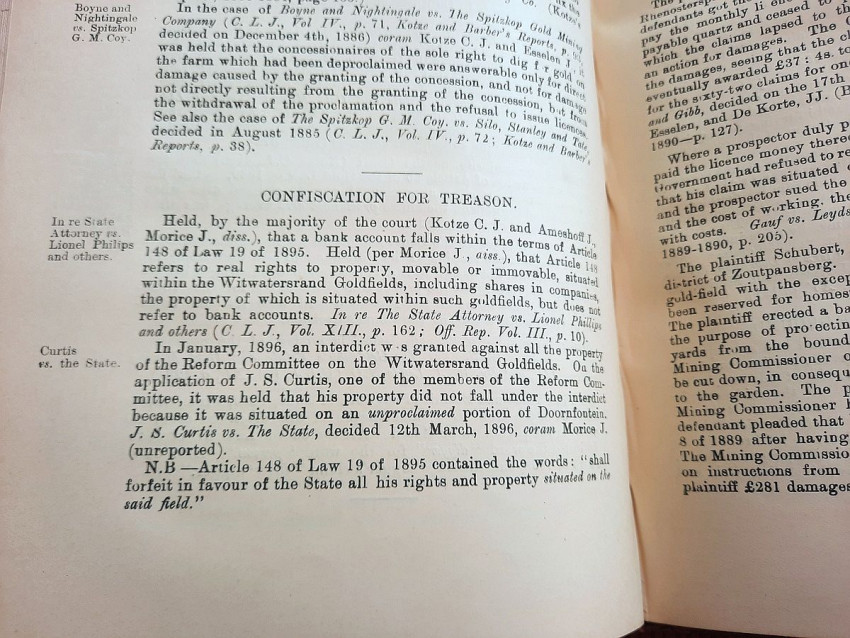 Boyne and
Nightingale
vs. Spitzkop
G. M. Coy.
In the case of Boyne and Nightingale vs. The Spitzkop Gold Mining
Company (C. L. J., Vol IV., p. 71, Kotze and Barber's Reports, p.
decided on December 4th, 1886) coram Kotze C. J. and Esselen J
was held that the concessionaires of the sole right to dig for gold on
the farm which had been deproclaimed were answerable only for direct
damage caused by the granting of the concession, and not for damage
not directly resulting from the granting of the concession, but from
the withdrawal of the proclamation and the refusal to issue licences.
See also the case of The Spitzkop G. M. Coy. vs. Silo, Stanley and Tate,
decided in August 1885 (C. L. J., Vol. IV., p. 72; Kotze and Barber's
Reports, p. 38).
CONFISCATION FOR TREASON.
In re State
Attorney vs.
Lionel Philips
and others.
Held, by the majority of the court (Kotze C. J. and Ameshoff J.,
Morice J., diss.), that a bank account falls within the terms of Article
148 of Law 19 of 1895. Held (per Morice J., diss.), that Article 148
refers to real rights to property, movable or immovable, situated
within the Witwatersrand Goldfields, including shares in companies,
the property of which is situated within such goldfields, but does not
refer to bank accounts. In re The State Attorney vs. Lionel Phillips
and others (C. L. J., Vol. XIII., p. 162; Off. Rep. Vol. III., p. 10).
Curtis
vs. the State.
In January, 1896, an interdict was granted against all the property
of the Reform Committee on the Witwatersrand Goldfields. On the
application of J. S. Curtis, one of the members of the Reform Com-
mittee, it was held that his property did not fall under the interdict
because it was situated on an unproclaimed portion of Doornfontein.
J. S. Curtis vs. The State, decided 12th March, 1896, coram Morice J.
(unreported).
N.B—Article 148 of Law 19 of 1895 contained the words: "shall
forfeit in favour of the State all his rights and property situated on the
said field."
defendants got the
pay the monthly
payable quartz and ceased to
which the claims lapsed to th
an action for damages. The
the damages, seeing that the cl
eventually awarded £37 : 4s. to
for the sixty-two claims for on
and Gibb, decided on the 17th
Esselen, and De Korte, JJ. (B
1890—p. 127).
Where a prospector duly p
paid the licence money there
Government had refused to re
that his claim was situated
and the prospector sued the
and the cost of working, the
with costs. Gauf vs. Leyds
1889-1890, p. 205).
The plaintiff Schubert,
district of Zoutpansberg.
gold-field with the excep
been reserved for homes
The plaintiff erected a ba
the purpose of protectin
yards from the bound
Mining Commissioner o
be cut down, in consequ
to the garden. The p
Mining Commissioner
defendant pleaded that
8 of 1889 after having
The Mining Commissio
on instructions from
plaintiff £281 damages